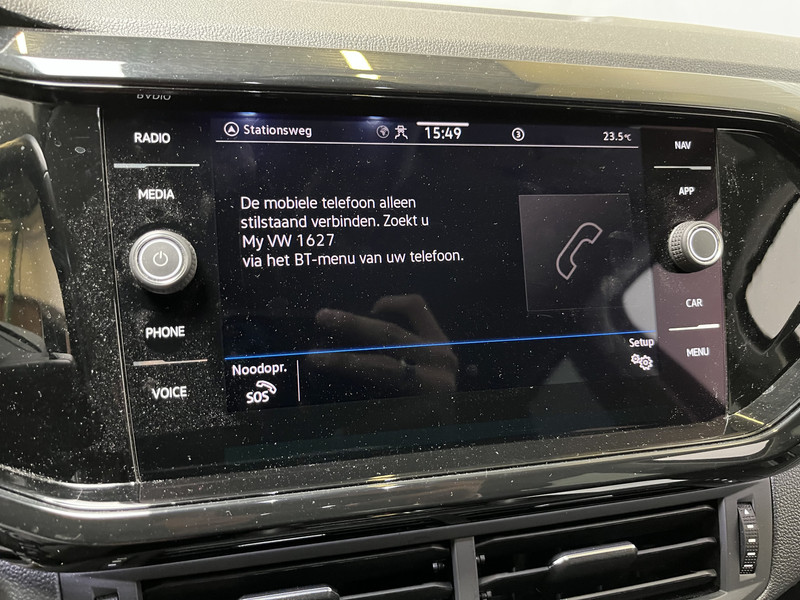 RADIO
MEDIA
PHONE
VOICE
Stationsweg
15:49
3
23.5°C
De mobiele telefoon alleen
stilstaand verbinden. Zoekt u
My VW 1627
via het BT-menu van uw telefoon.
Noodopr.
SOS
Setup
NAV
APP
CAR
MENU